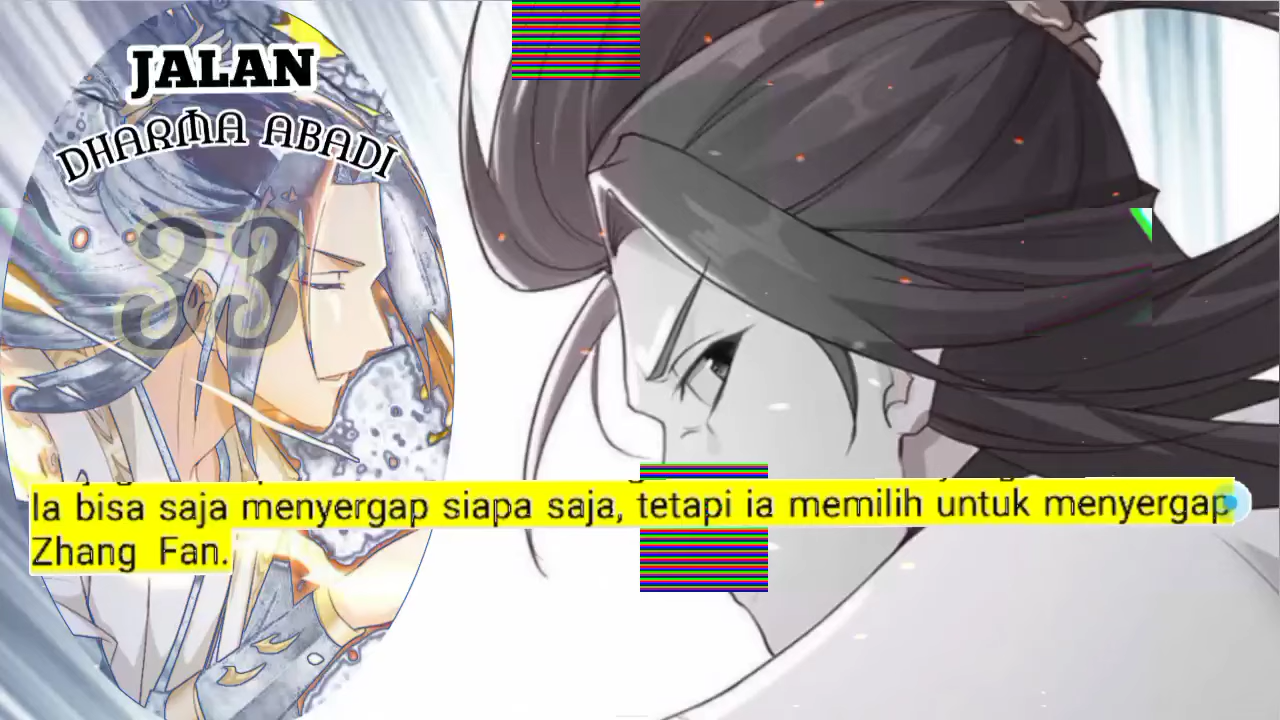 JALAN
DHARMA ABADI
33
Ia bisa saja menyergap siapa saja, tetapi ia memilih untuk menyergap
Zhang Fan.